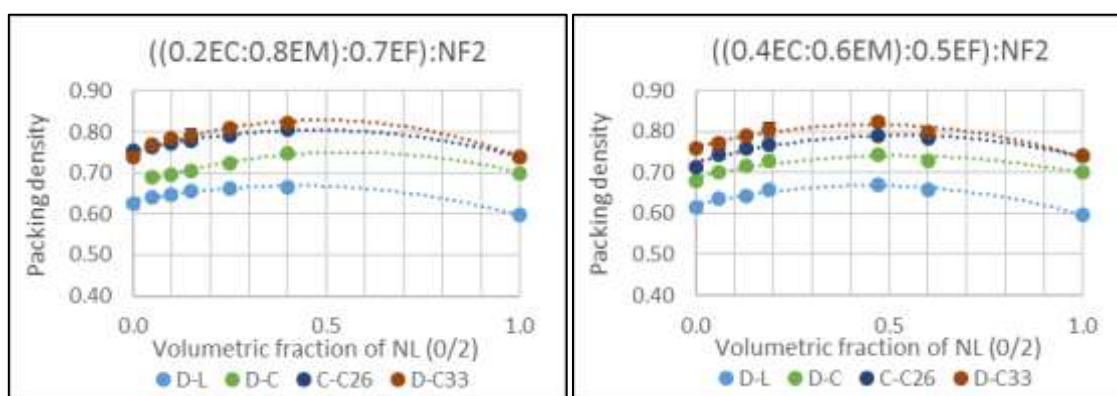 ((0.2EC:0.8EM):0.7EF):NF2
0.90
0.80
0.70
0.60
0.50
0.40
Packing density
0.0
0.5
1.0
Volumetric fraction of NL (0/2)
D-L
D-C
C-C26
D-C33
((0.4EC:0.6EM):0.5EF):NF2
0.90
0.80
0.70
0.60
0.50
0.40
Packing density
0.0
0.5
1.0
Volumetric fraction of NL (0/2)
D-L
D-C
C-C26
D-C33